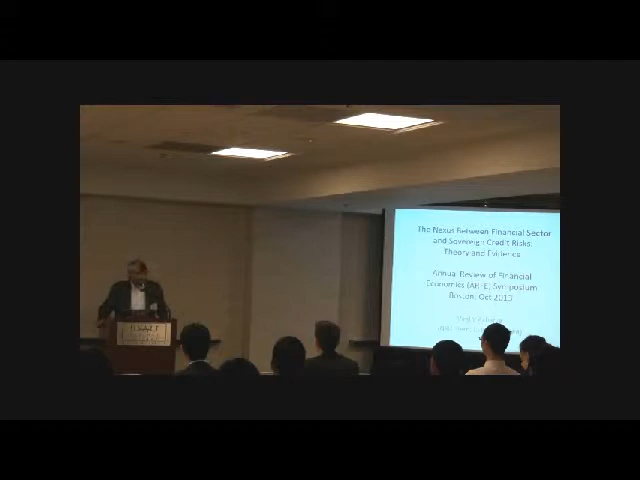 The Nexus Between Financial Sector
and Sovereign Credit Risks:
Theory and Evidence
Annual Review of Financial
Economics (ARFE) Symposium
Boston, Oct 2013
HYATT